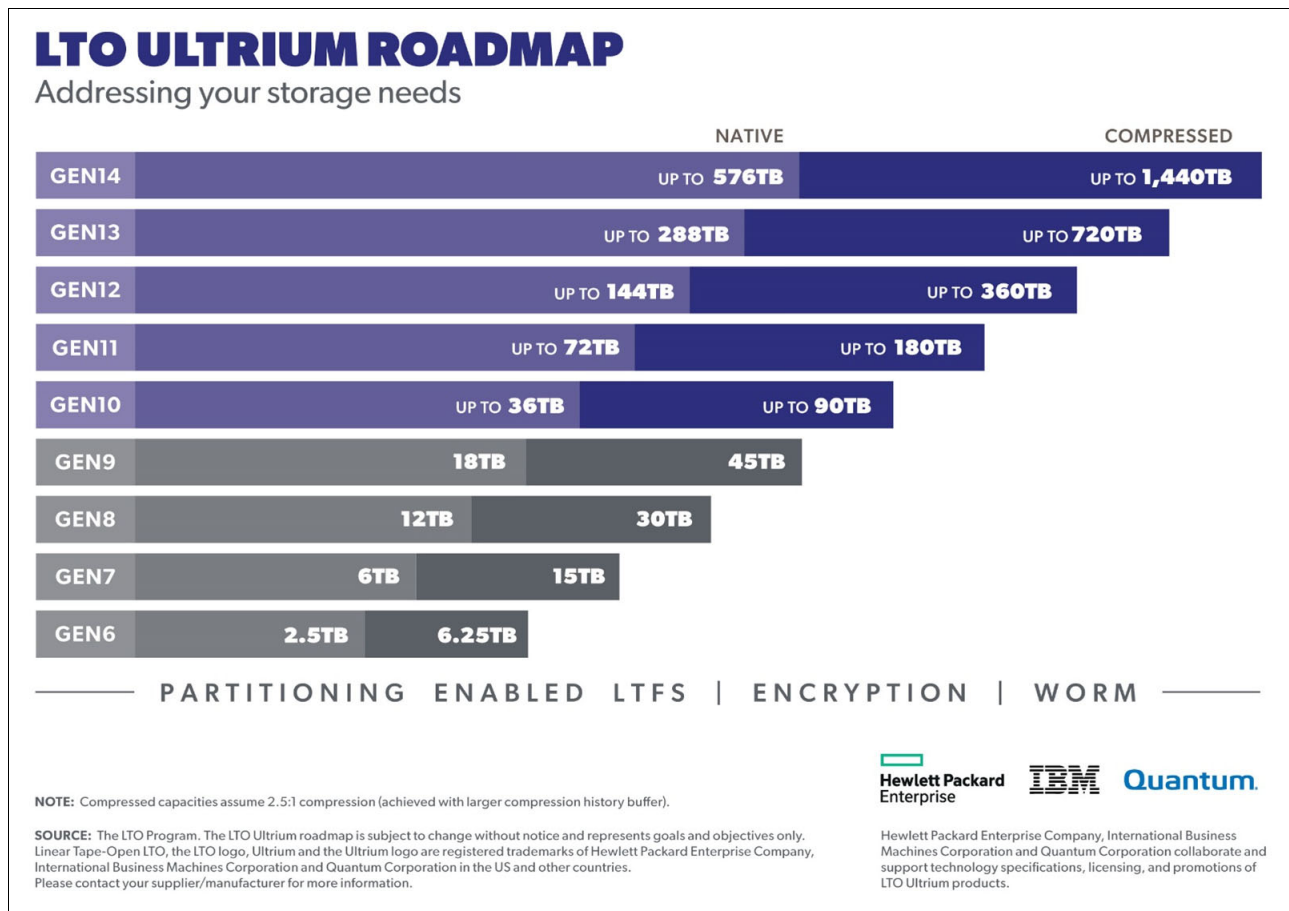 LTO ULTRIUM ROADMAP
Addressing your storage needs
NATIVE COMPRESSED
GEN14 UP TO 576TB UP TO 1,440TB
GEN13 UP TO 288TB UP TO 720TB
GEN12 UP TO 144TB UP TO 360TB
GEN11 UP TO 72TB UP TO 180TB
GEN10 UP TO 36TB UP TO 90TB
GEN9 18TB 45TB
GEN8 12TB 30TB
GEN7 6TB 15TB
GEN6 2.5TB 6.25TB
PARTITIONING ENABLED LTFS | ENCRYPTION | WORM
NOTE: Compressed capacities assume 2.5:1 compression (achieved with larger compression history buffer).
SOURCE: The LTO Program. The LTO Ultrium roadmap is subject to change without notice and represents goals and objectives only.
Linear Tape-Open LTO, the LTO logo, Ultrium and the Ultrium logo are registered trademarks of Hewlett Packard Enterprise Company,
International Business Machines Corporation and Quantum Corporation in the US and other countries.
Please contact your supplier/manufacturer for more information.
Hewlett Packard
Enterprise
IBM
Quantum.
Hewlett Packard Enterprise Company, International Business
Machines Corporation and Quantum Corporation collaborate and
support technology specifications, licensing, and promotions of
LTO Ultrium products.